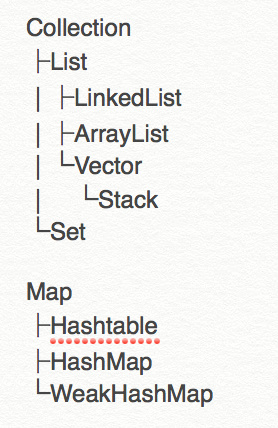 Collection
├List
| ├LinkedList
| ├ArrayList
| └Vector
|   └Stack
└Set
Map
├Hashtable
├HashMap
└WeakHashMap